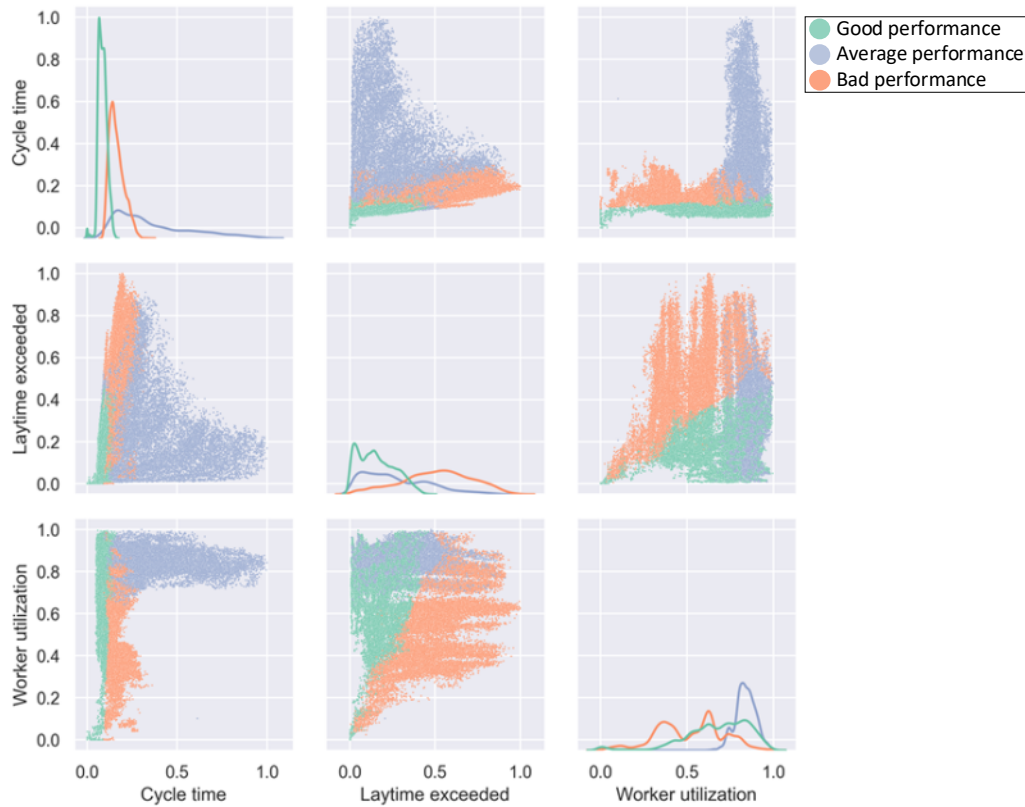 Good performance
Average performance
Bad performance
Cycle time
1.0
0.8
0.6
0.4
0.2
0.0
Laytime exceeded
1.0
0.8
0.6
0.4
0.2
0.0
Worker utilization
1.0
0.8
0.6
0.4
0.2
0.0
0.0 0.5 1.0 0.0 0.5 1.0 0.0 0.5 1.0
Cycle time Laytime exceeded Worker utilization